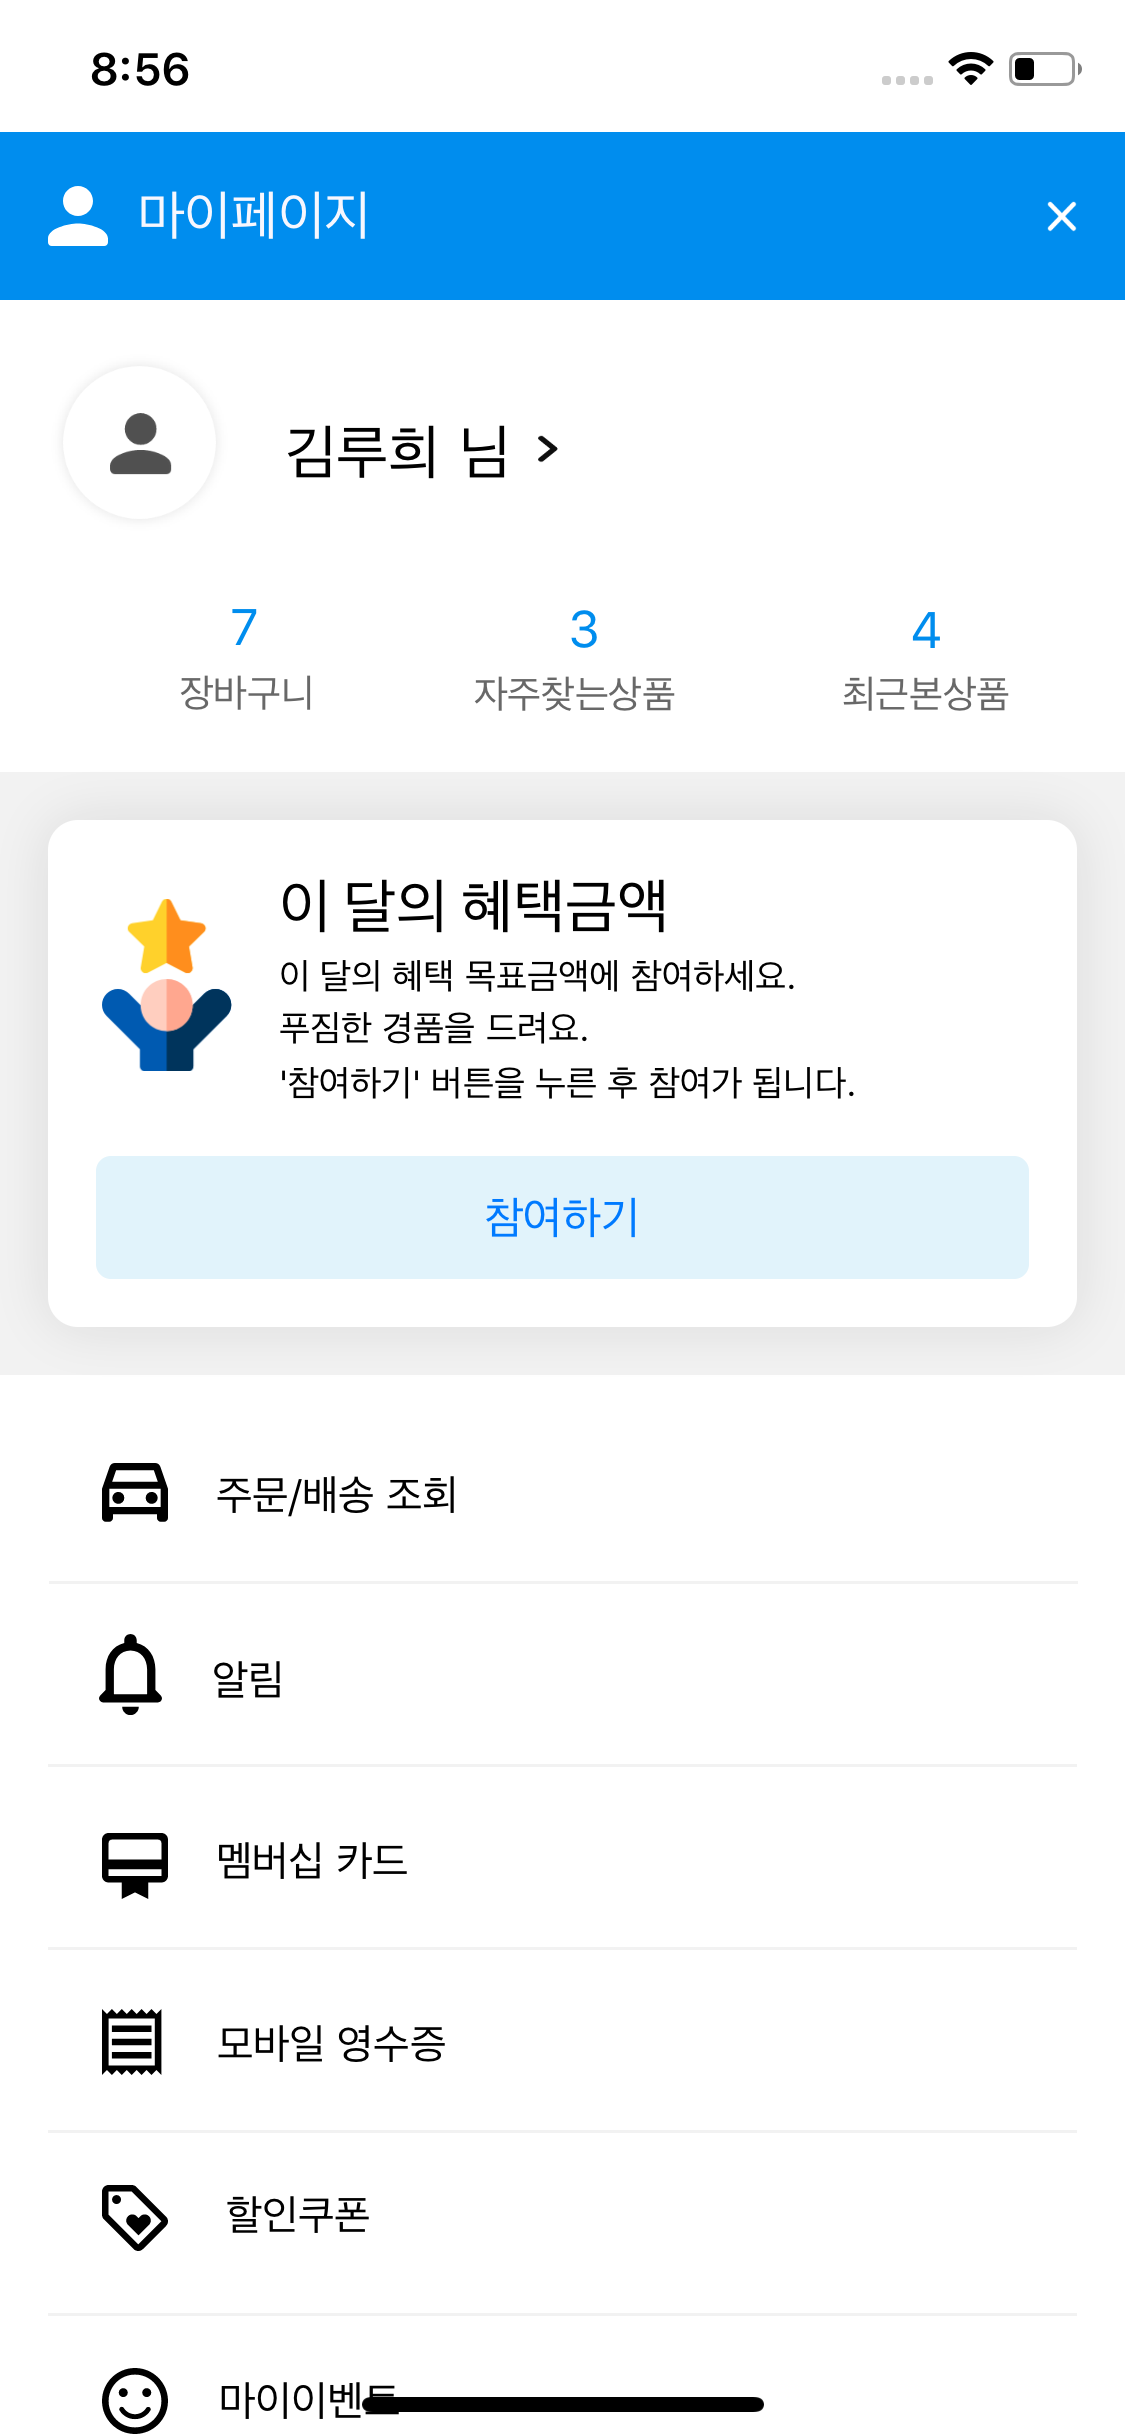 8:56
마이페이지
김루희 님 >
7
장바구니
3
자주찾는상품
4
최근본상품
이 달의 혜택금액
이 달의 혜택 목표금액에 참여하세요.
푸짐한 경품을 드려요.
'참여하기' 버튼을 누른 후 참여가 됩니다.
참여하기
주문/배송 조회
알림
멤버십 카드
모바일 영수증
할인쿠폰
마이이벤트